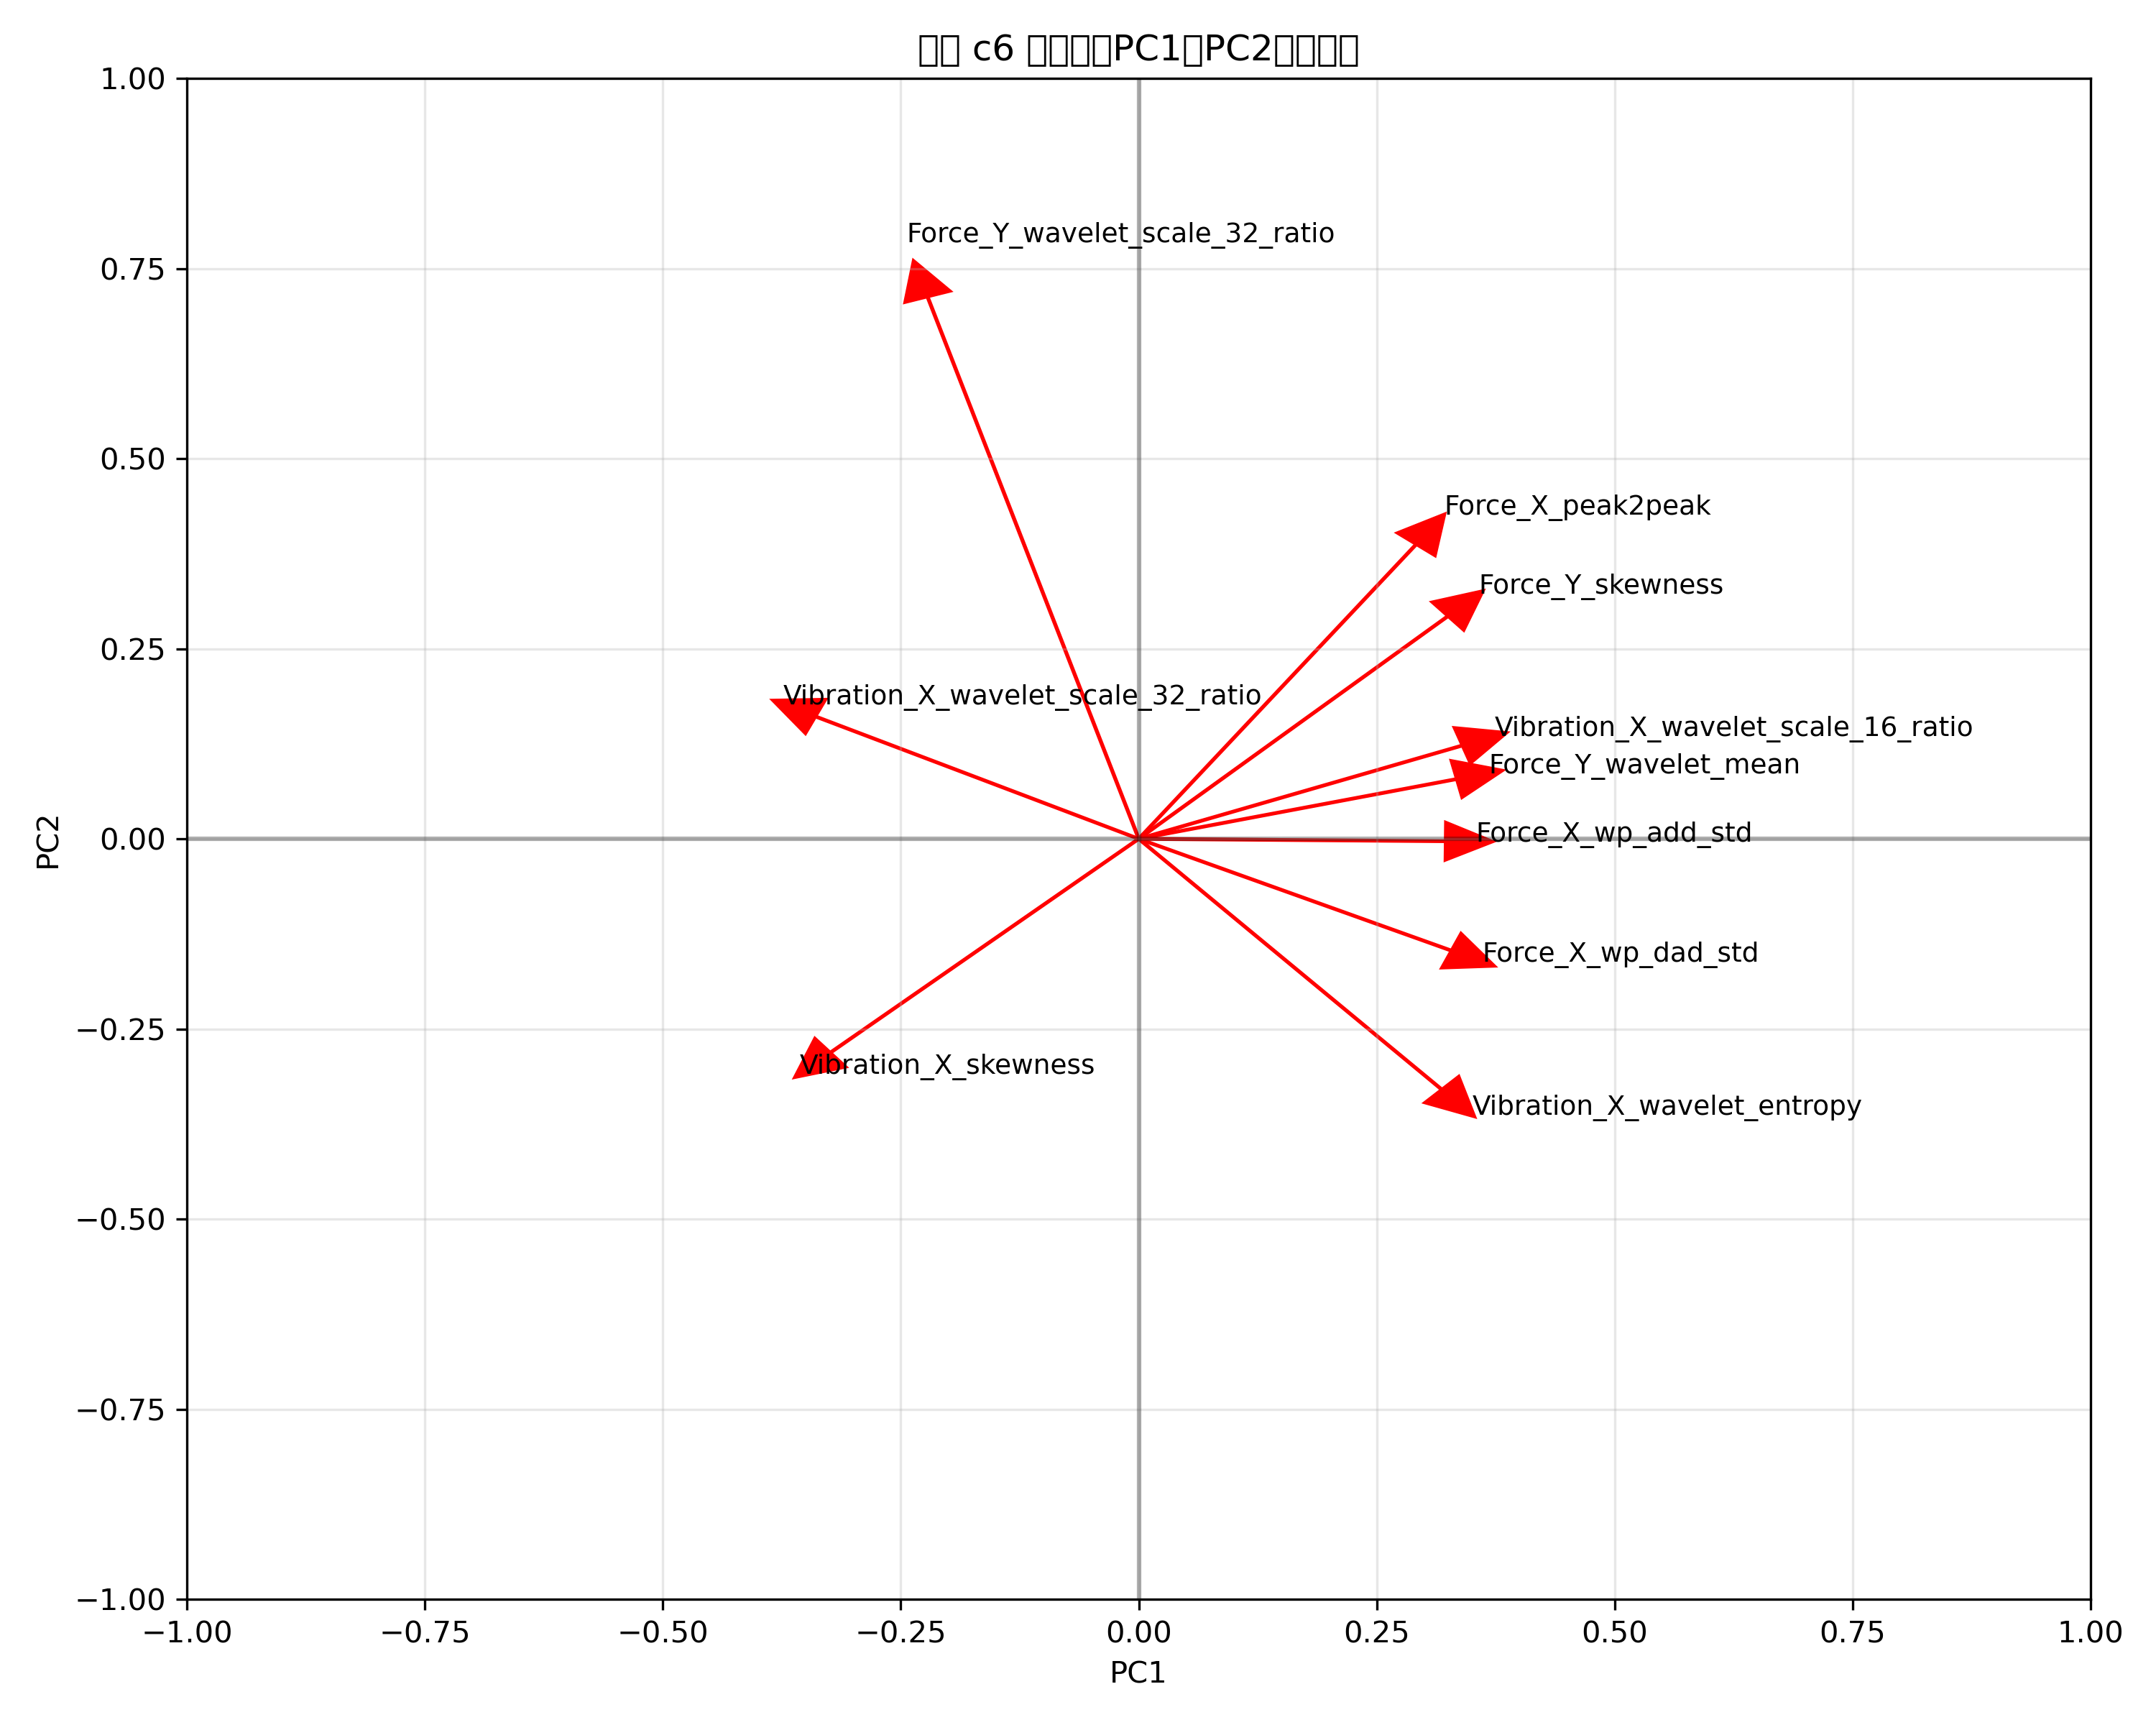 c6 PC1 PC2
1.00
Force_Y_wavelet_scale_32_ratio
0.75
Force_X_peak2peak
0.50
Force_Y_skewness
0.25
Vibration_X_wavelet_scale_32_ratio
Vibration_X_wavelet_scale_16_ratio
Force_Y_wavelet_mean
PC2
0.00
Force_X_wp_add_std
Force_X_wp_dad_std
−0.25
Vibration_X_skewness
Vibration_X_wavelet_entropy
−0.50
−0.75
−1.00
−1.00 −0.75 −0.50 −0.25 0.00 0.25 0.50 0.75 1.00
PC1